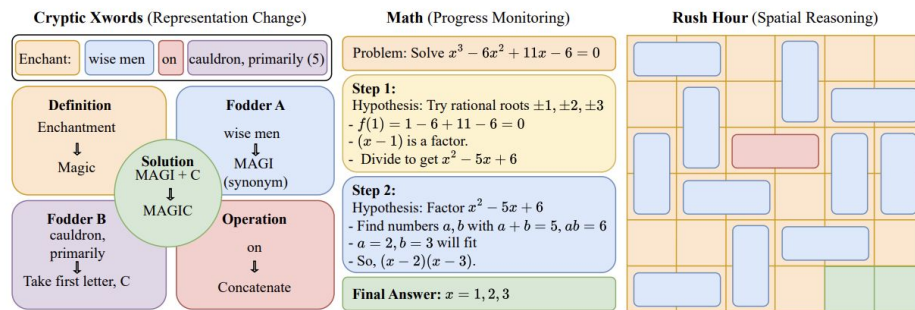 Cryptic Xwords (Representation Change)
Enchant: wise men on cauldron, primarily (5)
Definition
Enchantment
⇓
Magic
Fodder A
wise men
⇓
MAGI
(synonym)
Solution
MAGI + C
↓
MAGIC
Fodder B
cauldron,
primarily
⇓
Take first letter, C
Operation
on
⇓
Concatenate
Math (Progress Monitoring)
Problem: Solve x³ − 6x² + 11x − 6 = 0
Step 1:
Hypothesis: Try rational roots ±1, ±2, ±3
- f(1) = 1 − 6 + 11 − 6 = 0
- (x − 1) is a factor.
- Divide to get x² − 5x + 6
Step 2:
Hypothesis: Factor x² − 5x + 6
- Find numbers a, b with a + b = 5, ab = 6
- a = 2, b = 3 will fit
- So, (x − 2)(x − 3).
Final Answer: x = 1, 2, 3
Rush Hour (Spatial Reasoning)